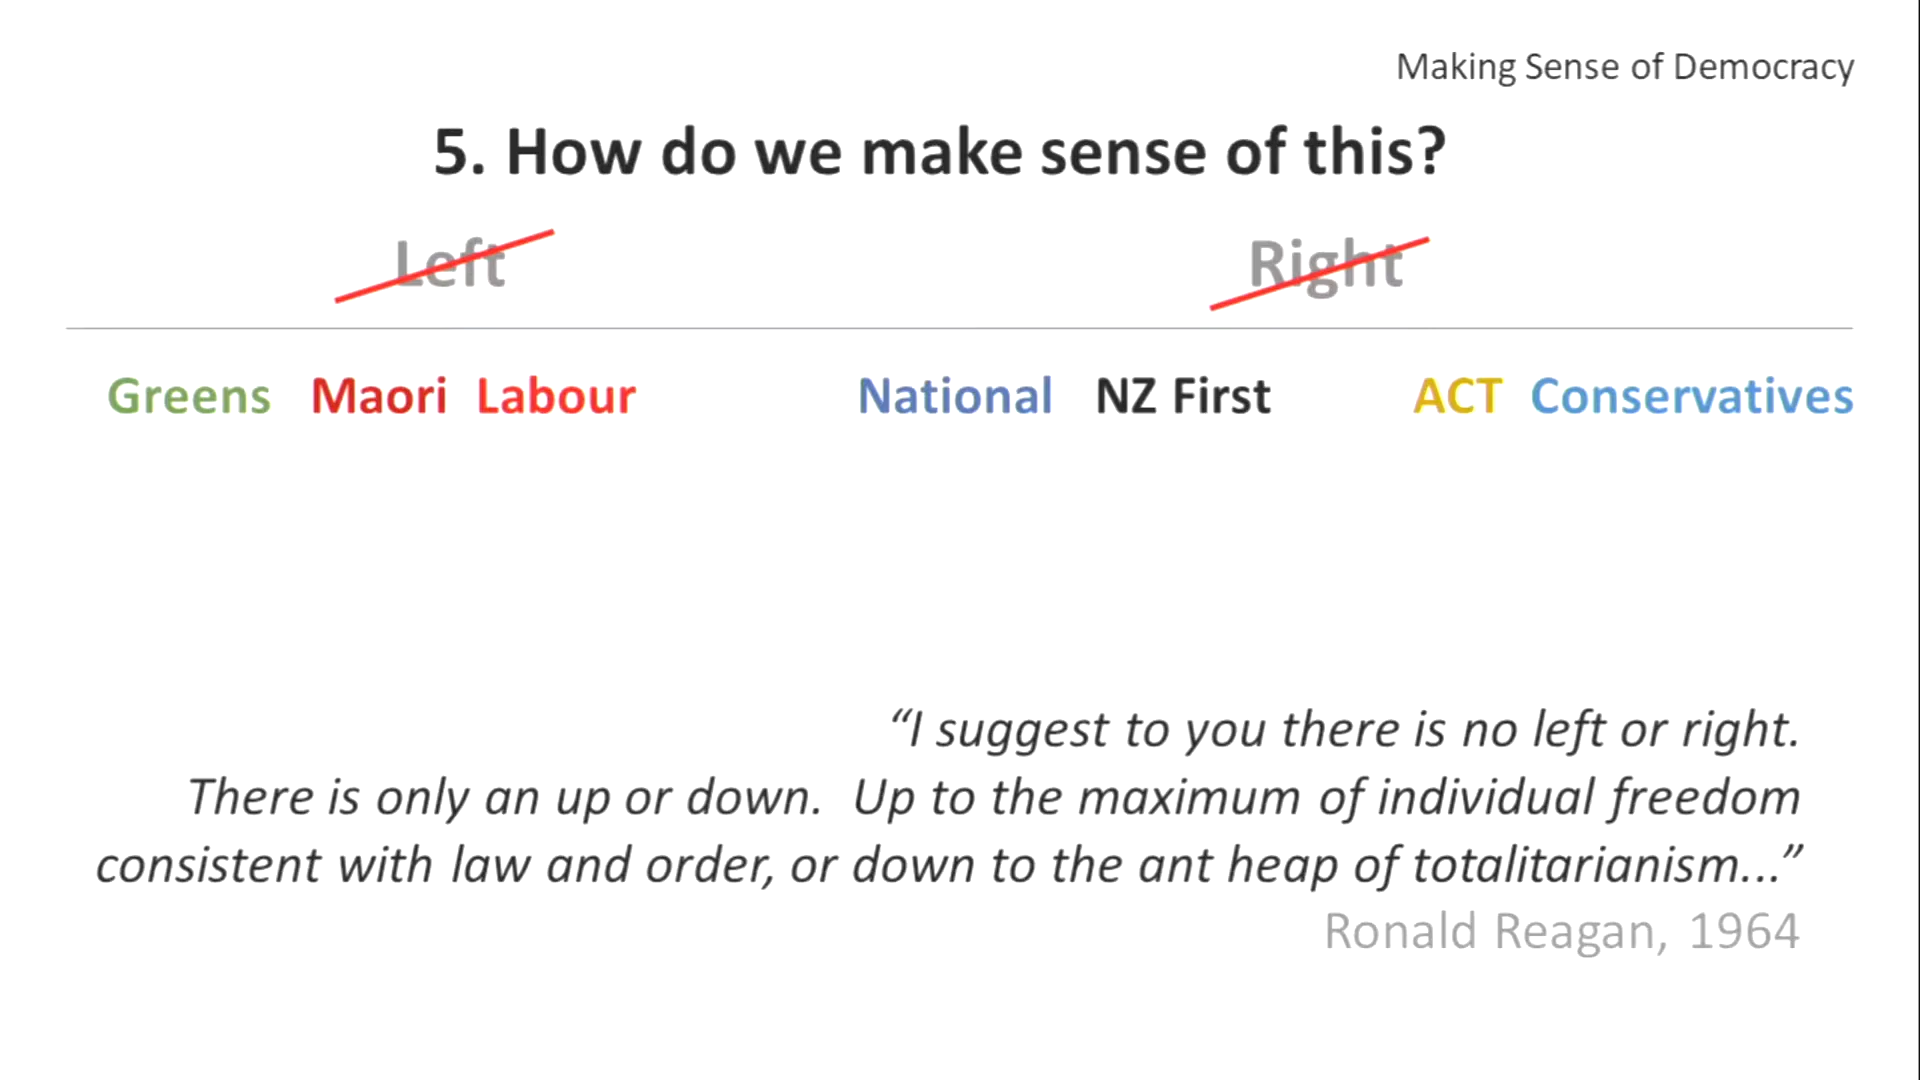 Making Sense of Democracy
5. How do we make sense of this?
Left Right
Greens Maori Labour National NZ First ACT Conservatives
“I suggest to you there is no left or right.
There is only an up or down.  Up to the maximum of individual freedom
consistent with law and order, or down to the ant heap of totalitarianism...”
Ronald Reagan, 1964